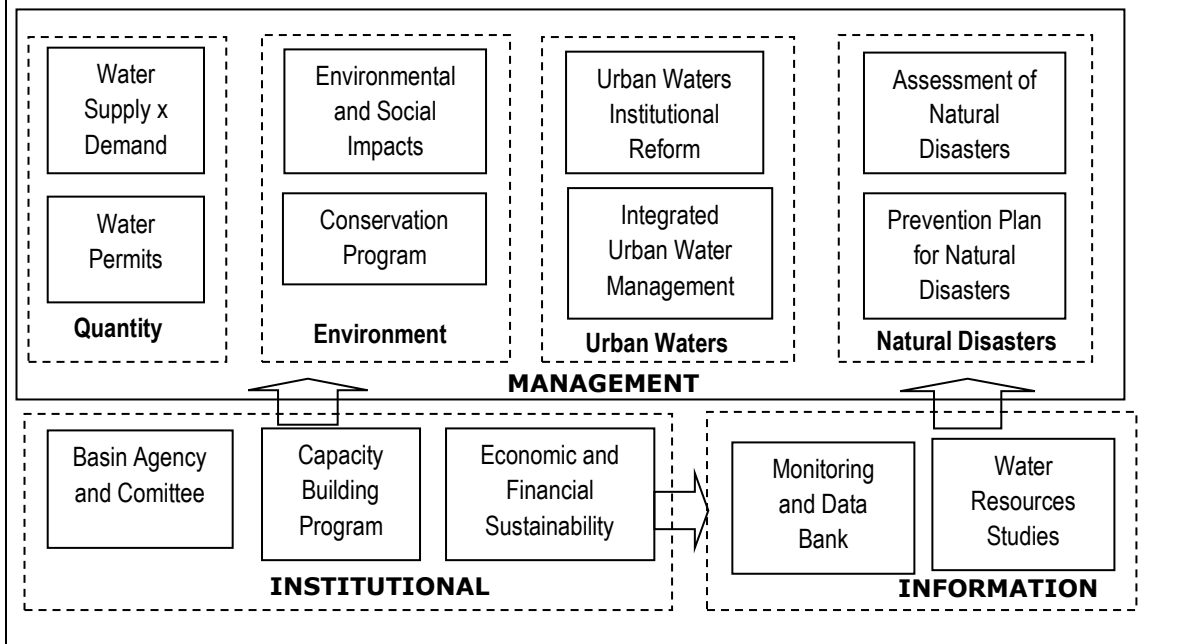 Water
Supply x
Demand
Water
Permits
Quantity
Environmental
and Social
Impacts
Conservation
Program
Environment
Urban Waters
Institutional
Reform
Integrated
Urban Water
Management
Urban Waters
Assessment of
Natural
Disasters
Prevention Plan
for Natural
Disasters
Natural Disasters
MANAGEMENT
Basin Agency
and Comittee
Capacity
Building
Program
Economic and
Financial
Sustainability
INSTITUTIONAL
Monitoring
and Data
Bank
Water
Resources
Studies
INFORMATION